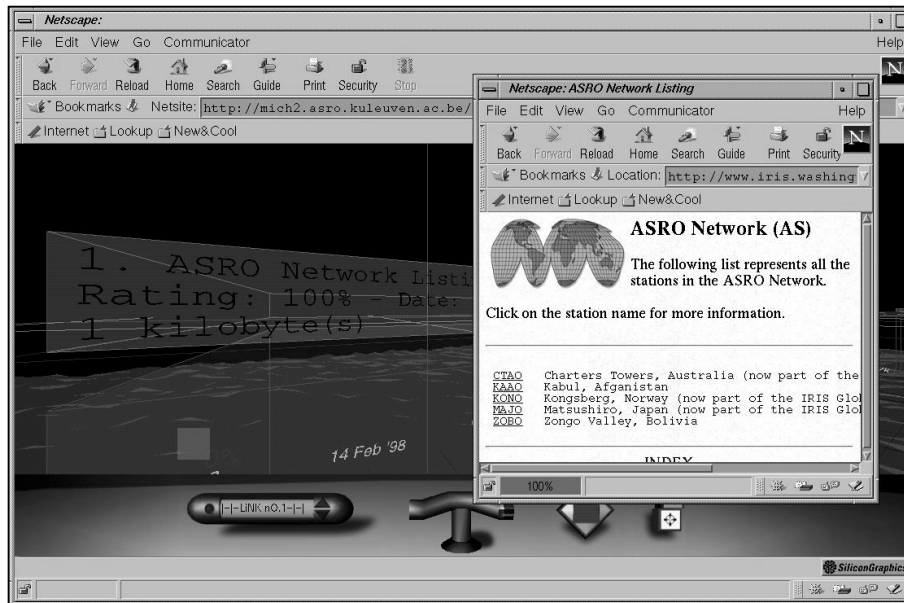 Netscape:
File Edit View Go Communicator
Help
Back Forward Reload Home Search Guide Print Security Stop
N
Bookmarks Netsite: http://mich2.asro.kuleuven.ac.be/
Internet Lookup New&Cool
1. ASRO Network Listin
Rating: 100% - Date:
1 kilobyte(s)
14 Feb '98
|-|-LiNK nO.1-|-|
SiliconGraphics
Netscape: ASRO Network Listing
File Edit View Go Communicator Help
Back Forward Reload Home Search Guide Print Security
N
Bookmarks Location: http://www.iris.washing
Internet Lookup New&Cool
ASRO Network (AS)
The following list represents all the
stations in the ASRO Network.
Click on the station name for more information.
CTAO Charters Towers, Australia (now part of the
KAAO Kabul, Afganistan
KONO Kongsberg, Norway (now part of the IRIS Glo
MAJO Matsushiro, Japan (now part of the IRIS Glo
ZOBO Zongo Valley, Bolivia
INDEX
100%